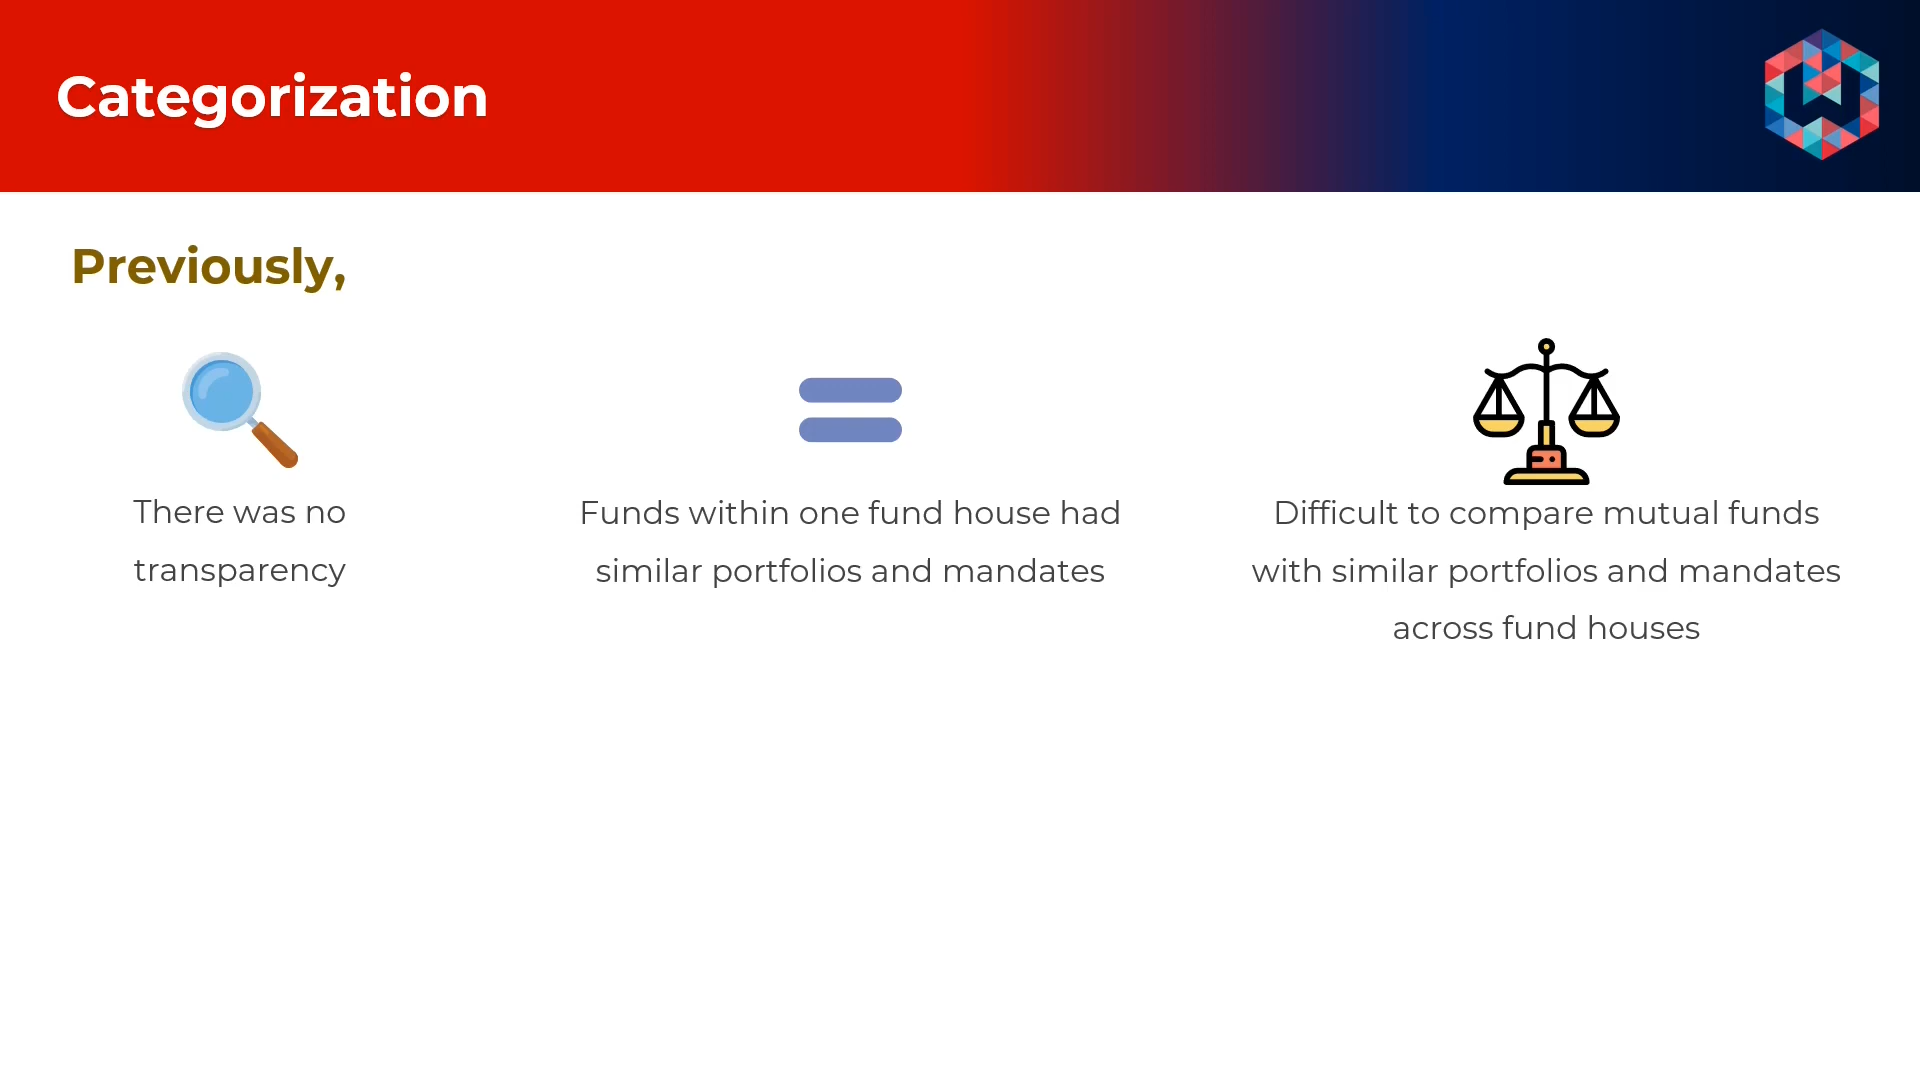 Categorization
Previously,
There was no
transparency
Funds within one fund house had
similar portfolios and mandates
Difficult to compare mutual funds
with similar portfolios and mandates
across fund houses